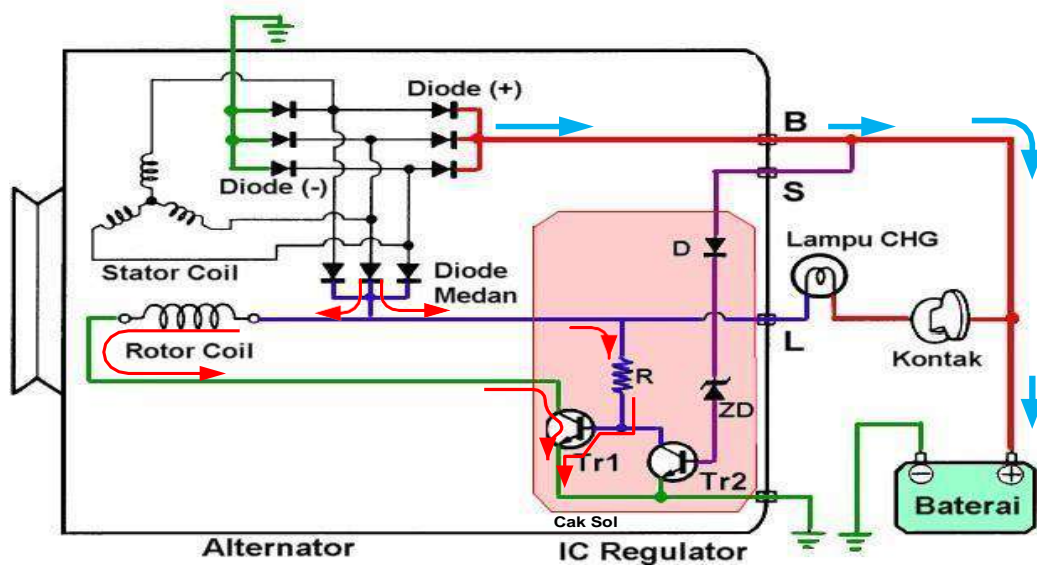 Diode (+)
B
Diode (-)
S
D
Lampu CHG
Stator Coil
Diode
Medan
Rotor Coil
L
Kontak
R
ZD
Tr1
Tr2
Baterai
Cak Sol
Alternator
IC Regulator